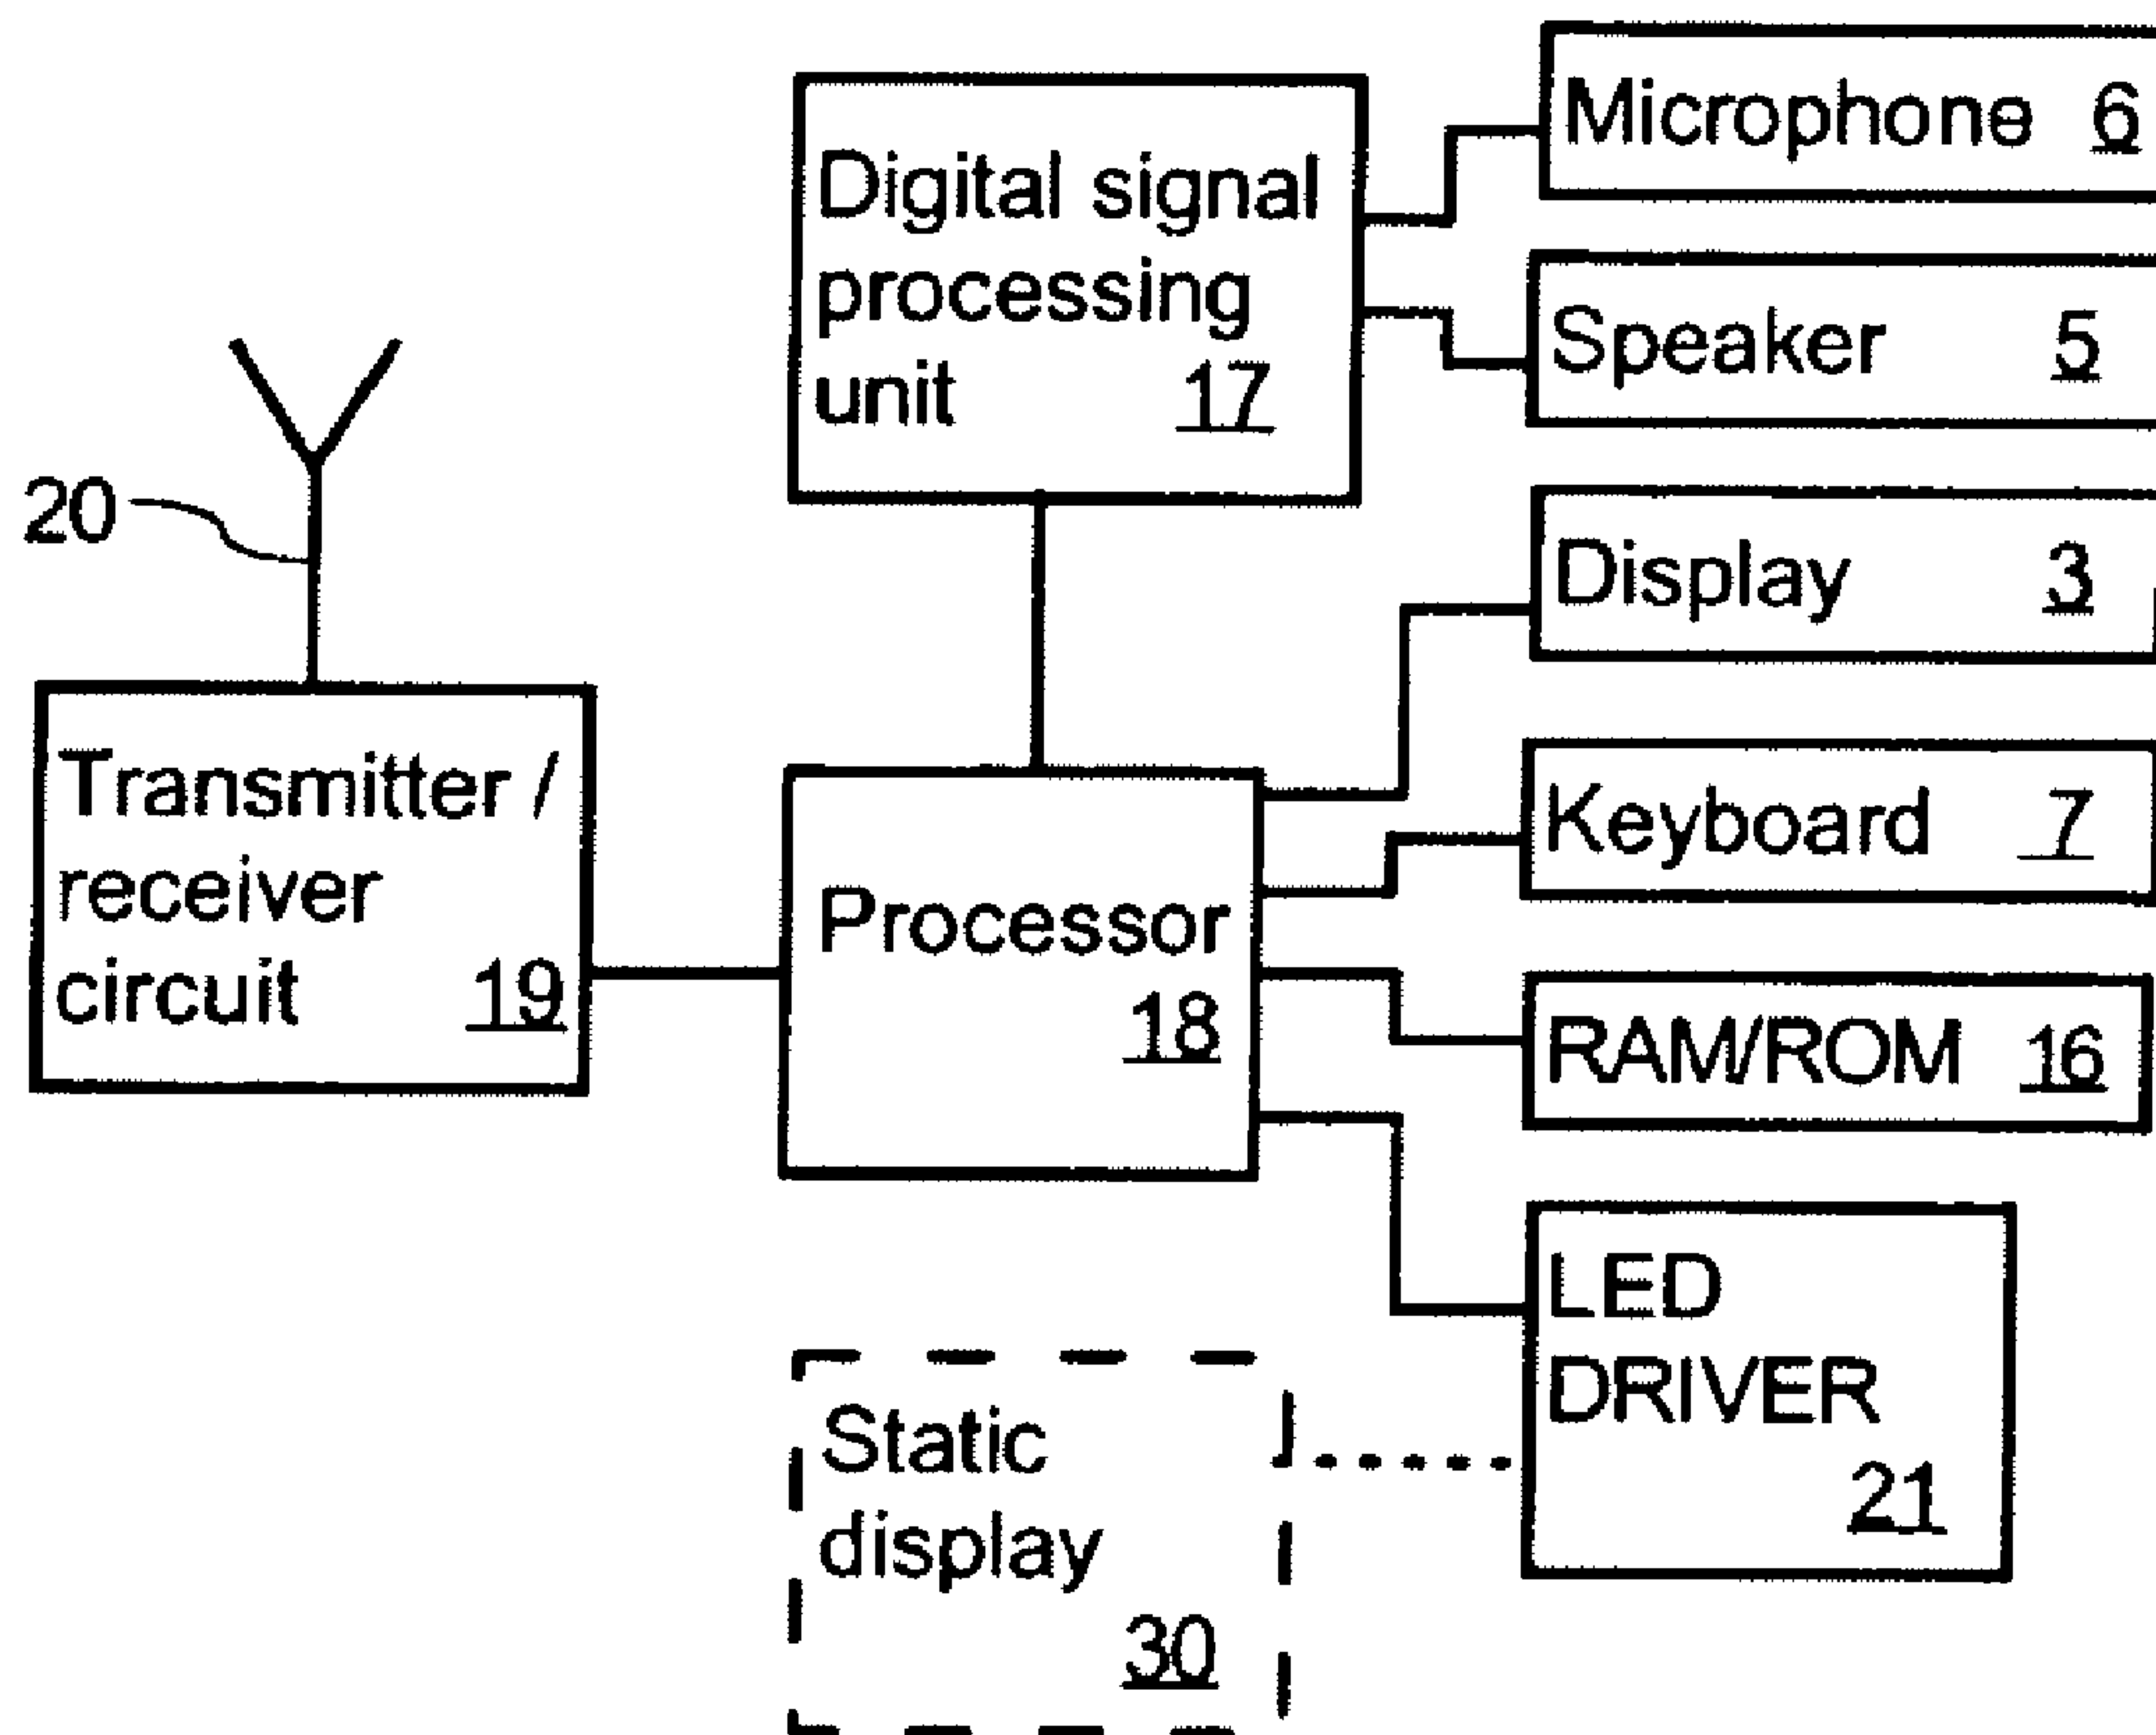 Microphone 6
Digital signal
processing
unit 17
Speaker 5
20
Display 3
Transmitter /
receiver
circuit 19
Keyboard 7
Processor
18
RAM/ROM 16
LED
DRIVER
21
Static
display
30